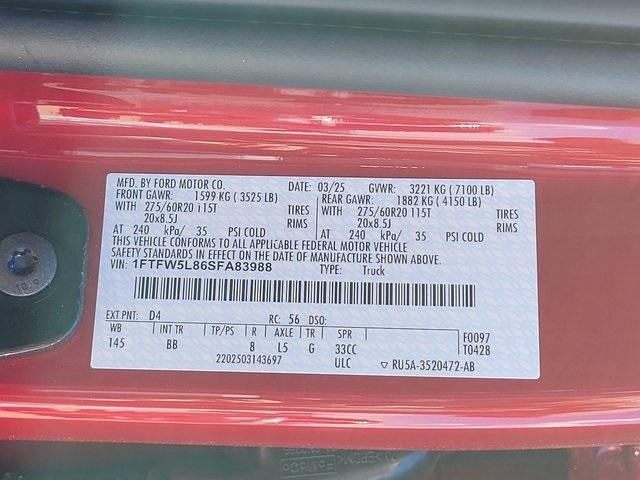 MFD. BY FORD MOTOR CO.
DATE: 03/25 GVWR: 3221 KG ( 7100 LB)
FRONT GAWR: 1599 KG ( 3525 LB)
WITH 275/60R20 115T TIRES
20x8.5J RIMS
AT 240 kPa/ 35 PSI COLD
REAR GAWR: 1882 KG ( 4150 LB)
WITH 275/60R20 115T TIRES
20x8.5J RIMS
AT 240 kPa/ 35 PSI COLD
THIS VEHICLE CONFORMS TO ALL APPLICABLE FEDERAL MOTOR VEHICLE
SAFETY STANDARDS IN EFFECT ON THE DATE OF MANUFACTURE SHOWN ABOVE.
VIN: 1FTFW5L86SFA83988 TYPE: Truck
EXT PNT: D4 RC: 56 DSO:
WB INT TR TP/PS R AXLE TR SPR F0097
145 BB 8 L5 G 33CC T0428
2202503143697 ULC ▽ RU5A-3520472-AB
FoMoCo